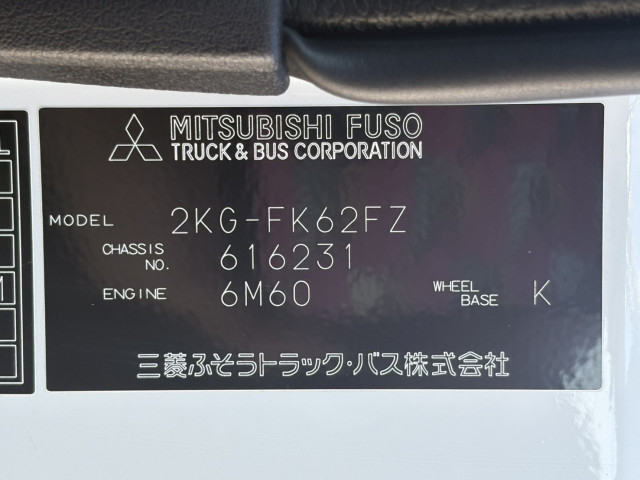 MITSUBISHI FUSO
TRUCK & BUS CORPORATION
MODEL 2KG-FK62FZ
CHASSIS NO. 616231
ENGINE 6M60 WHEEL BASE K
三菱ふそうトラック・バス株式会社
L
M